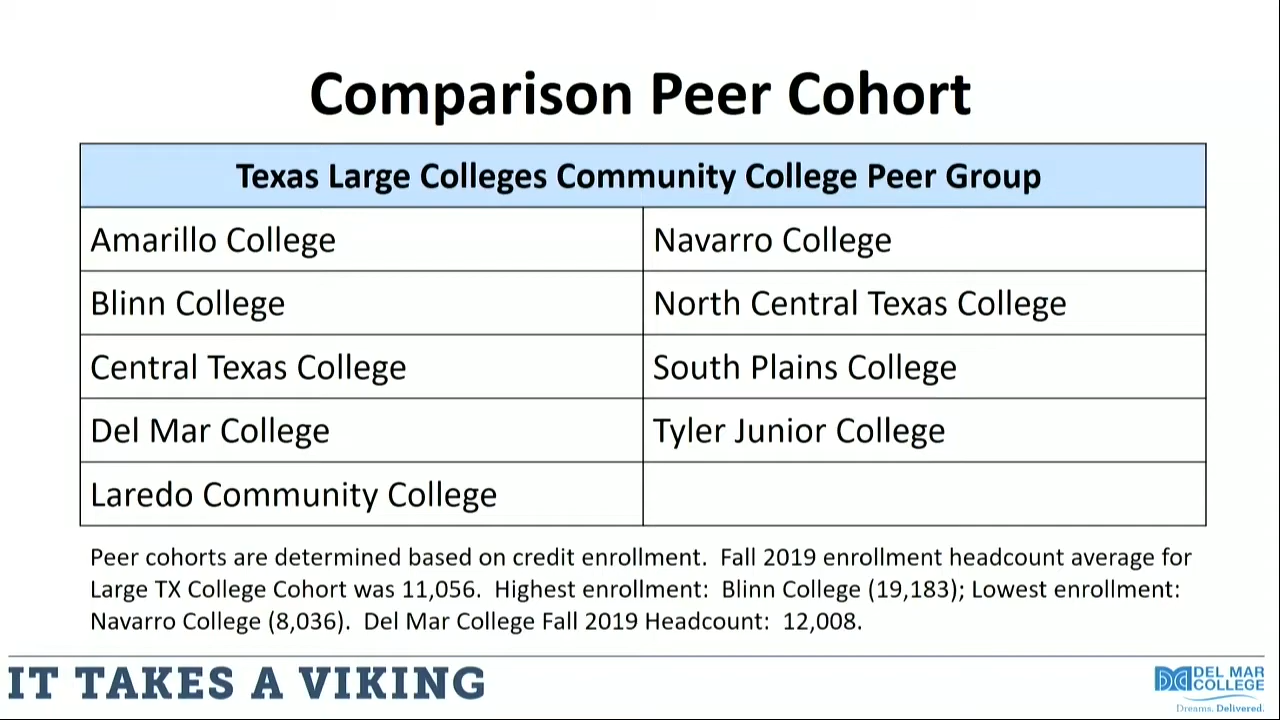 Comparison Peer Cohort
Texas Large Colleges Community College Peer Group
Amarillo College
Navarro College
Blinn College
North Central Texas College
Central Texas College
South Plains College
Del Mar College
Tyler Junior College
Laredo Community College
Peer cohorts are determined based on credit enrollment.  Fall 2019 enrollment headcount average for
Large TX College Cohort was 11,056.  Highest enrollment:  Blinn College (19,183); Lowest enrollment:
Navarro College (8,036).  Del Mar College Fall 2019 Headcount:  12,008.
IT TAKES A VIKING
DEL MAR
COLLEGE
Dreams. Delivered.